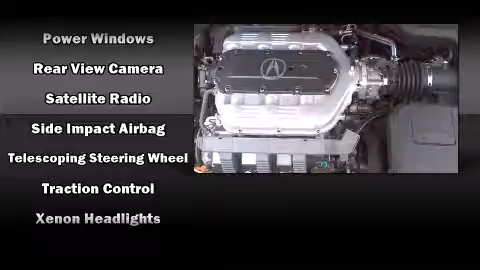 Power Windows
Rear View Camera
Satellite Radio
Side Impact Airbag
Telescoping Steering Wheel
Traction Control
Xenon Headlights